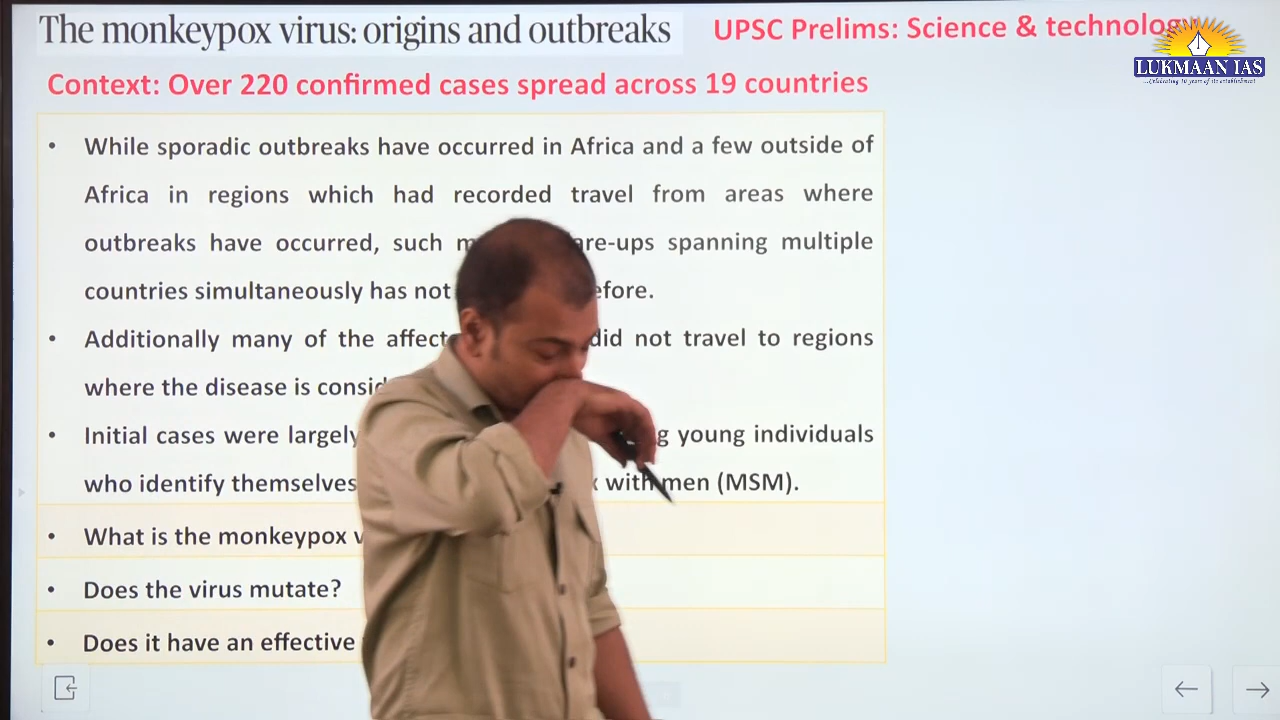 The monkeypox virus: origins and outbreaks
UPSC Prelims: Science & technology
LUKMAAN IAS
Context: Over 220 confirmed cases spread across 19 countries
• While sporadic outbreaks have occurred in Africa and a few outside of
Africa in regions which had recorded travel from areas where
outbreaks have occurred, such re-ups spanning multiple
countries simultaneously has not efore.
• Additionally many of the did not travel to regions
where the disease is
• Initial cases were largely young individuals
who identify themselves with men (MSM).
• What is the monkeypox
• Does the virus mutate?
• Does it have an effective